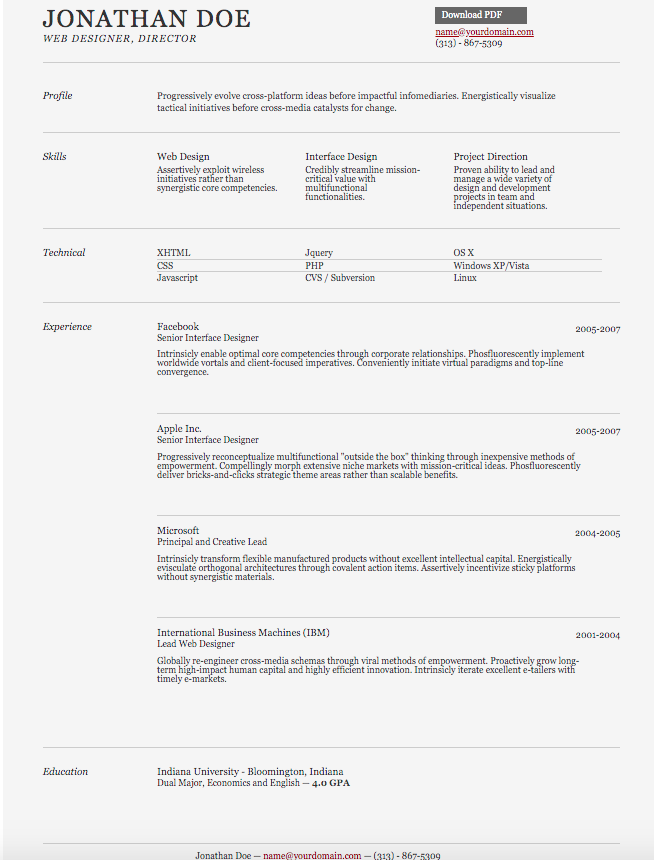 JONATHAN DOE
WEB DESIGNER, DIRECTOR
Download PDF
name@yourdomain.com
(313) - 867-5309
Profile
Progressively evolve cross-platform ideas before impactful infomediaries. Energistically visualize
tactical initiatives before cross-media catalysts for change.
Skills
Web Design
Assertively exploit wireless
initiatives rather than
synergistic core competencies.
Interface Design
Credibly streamline mission-
critical value with
multifunctional
functionalities.
Project Direction
Proven ability to lead and
manage a wide variety of
design and development
projects in team and
independent situations.
Technical
XHTML Jquery OS X
CSS PHP Windows XP/Vista
Javascript CVS / Subversion Linux
Experience
Facebook 2005-2007
Senior Interface Designer
Intrinsicly enable optimal core competencies through corporate relationships. Phosfluorescently implement
worldwide vortals and client-focused imperatives. Conveniently initiate virtual paradigms and top-line
convergence.
Apple Inc. 2005-2007
Senior Interface Designer
Progressively reconceptualize multifunctional "outside the box" thinking through inexpensive methods of
empowerment. Compellingly morph extensive niche markets with mission-critical ideas. Phosfluorescently
deliver bricks-and-clicks strategic theme areas rather than scalable benefits.
Microsoft 2004-2005
Principal and Creative Lead
Intrinsicly transform flexible manufactured products without excellent intellectual capital. Energistically
evisculate orthogonal architectures through covalent action items. Assertively incentivize sticky platforms
without synergistic materials.
International Business Machines (IBM) 2001-2004
Lead Web Designer
Globally re-engineer cross-media schemas through viral methods of empowerment. Proactively grow long-
term high-impact human capital and highly efficient innovation. Intrinsicly iterate excellent e-tailers with
timely e-markets.
Education
Indiana University - Bloomington, Indiana
Dual Major, Economics and English — 4.0 GPA
Jonathan Doe — name@yourdomain.com — (313) - 867-5309